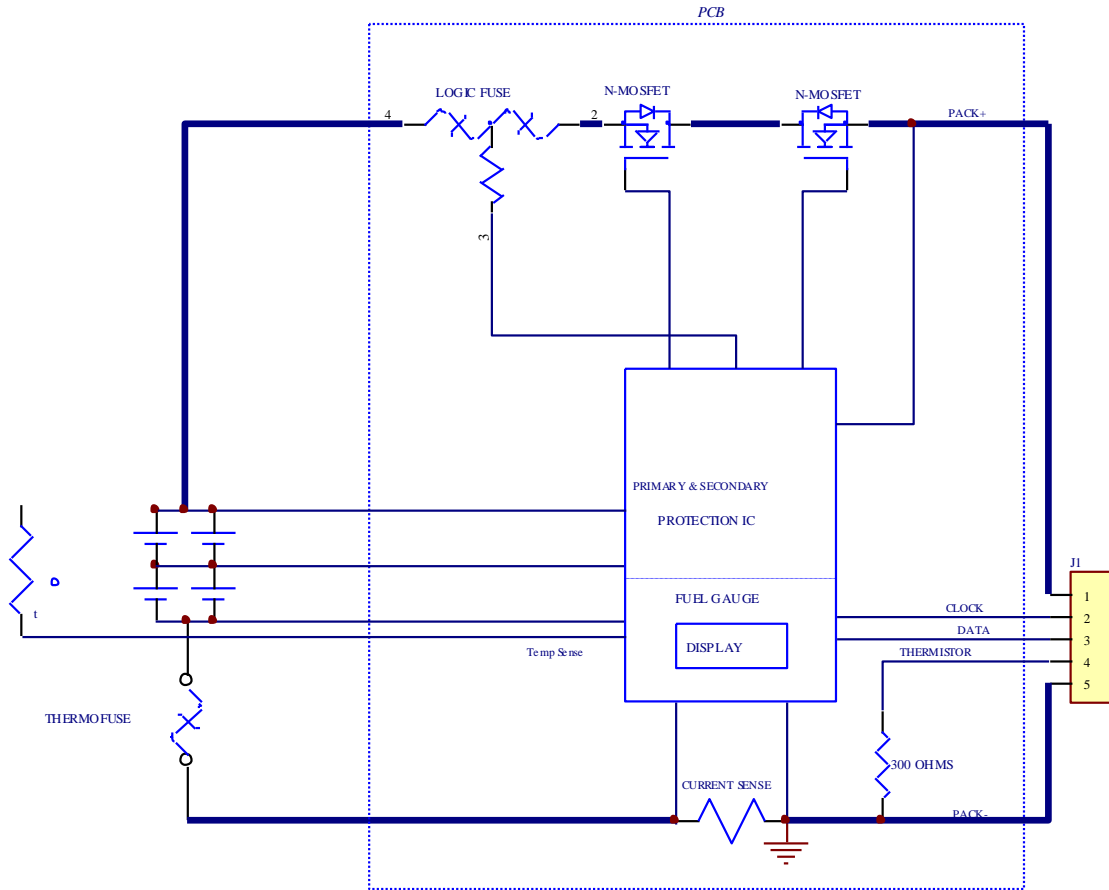 PCB
LOGIC FUSE
N-MOSFET
N-MOSFET
4
2
PACK+
3
PRIMARY & SECONDARY
PROTECTION IC
J1
FUEL GAUGE
1
CLOCK
2
t
DATA
3
DISPLAY
Temp Sense
THERMISTOR
4
5
THERMOFUSE
300 OHMS
CURRENT SENSE
PACK-